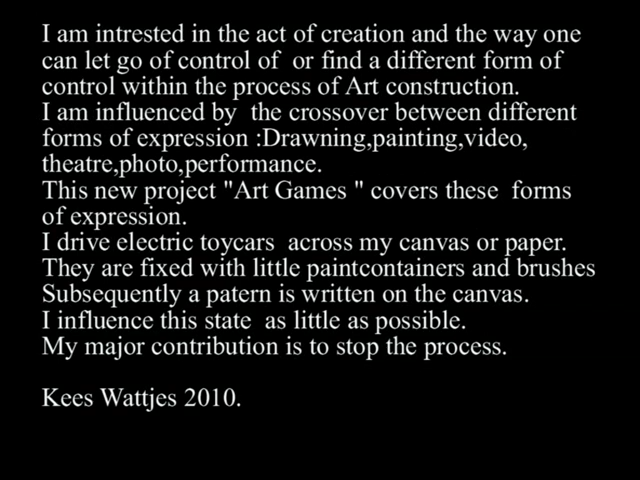 I am intrested in the act of creation and the way one
can let go of control of  or find a different form of
control within the process of Art construction.
I am influenced by  the crossover between different
forms of expression :Drawning,painting,video,
theatre,photo,performance.
This new project "Art Games " covers these  forms
of expression.
I drive electric toycars  across my canvas or paper.
They are fixed with little paintcontainers and brushes
Subsequently a patern is written on the canvas.
I influence this state  as little as possible.
My major contribution is to stop the process.
Kees Wattjes 2010.